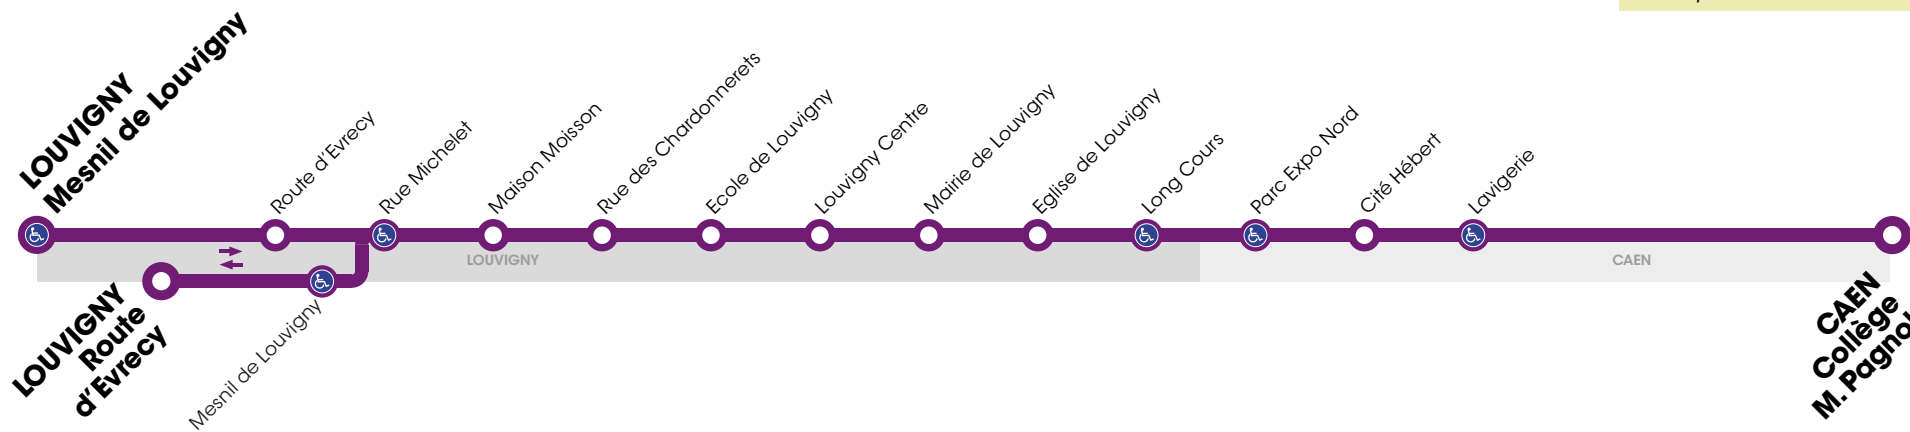 LOUVIGNY
Mesnil de Louvigny
Route d'Evrecy
Rue Michelet
Maison Moisson
Rue des Chardonnerets
Ecole de Louvigny
Louvigny Centre
Mairie de Louvigny
Eglise de Louvigny
Long Cours
Parc Expo Nord
Cité Hébert
Lavigerie
LOUVIGNY
CAEN
LOUVIGNY
Route
d'Evrecy
Mesnil de Louvigny
CAEN
Collège
M. Pagnol